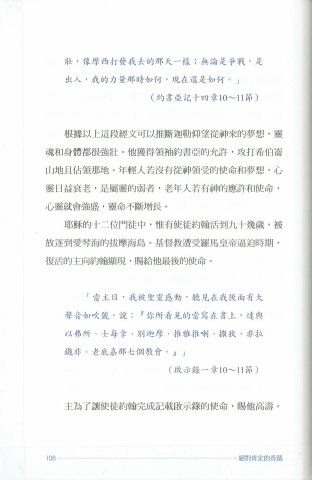 壯，像摩西打發我去的那天一樣；無論是爭戰，是
出入，我的力量那時如何，現在還是如何。」
（約書亞記十四章10～11節）
根據以上這段經文可以推斷迦勒仰望從神來的夢想，靈
魂和身體都很強壯。他獲得領袖約書亞的允許，攻打希伯崙
山地且佔領那地。年輕人若沒有從神領受的使命和夢想，心
靈日益衰老，是屬靈的弱者，老年人若有神的應許和使命，
心靈就會強盛，靈命不斷增長。
耶穌的十二位門徒中，惟有使徒約翰活到九十幾歲，被
放逐到愛琴海的拔摩海島。基督教遭受羅馬皇帝逼迫時期，
復活的主向約翰顯現，賜給他最後的使命。
「當主日，我被聖靈感動，聽見在我後面有大
聲音如吹號，說：『你所看見的當寫在書上，達與
以弗所、士每拿、別迦摩、推雅推喇、撒狄、非拉
鐵非、老底嘉那七個教會。』」
（啟示錄一章10～11節）
主為了讓使徒約翰完成記載啟示錄的使命，賜他高壽。
108
絕對肯定的奇蹟